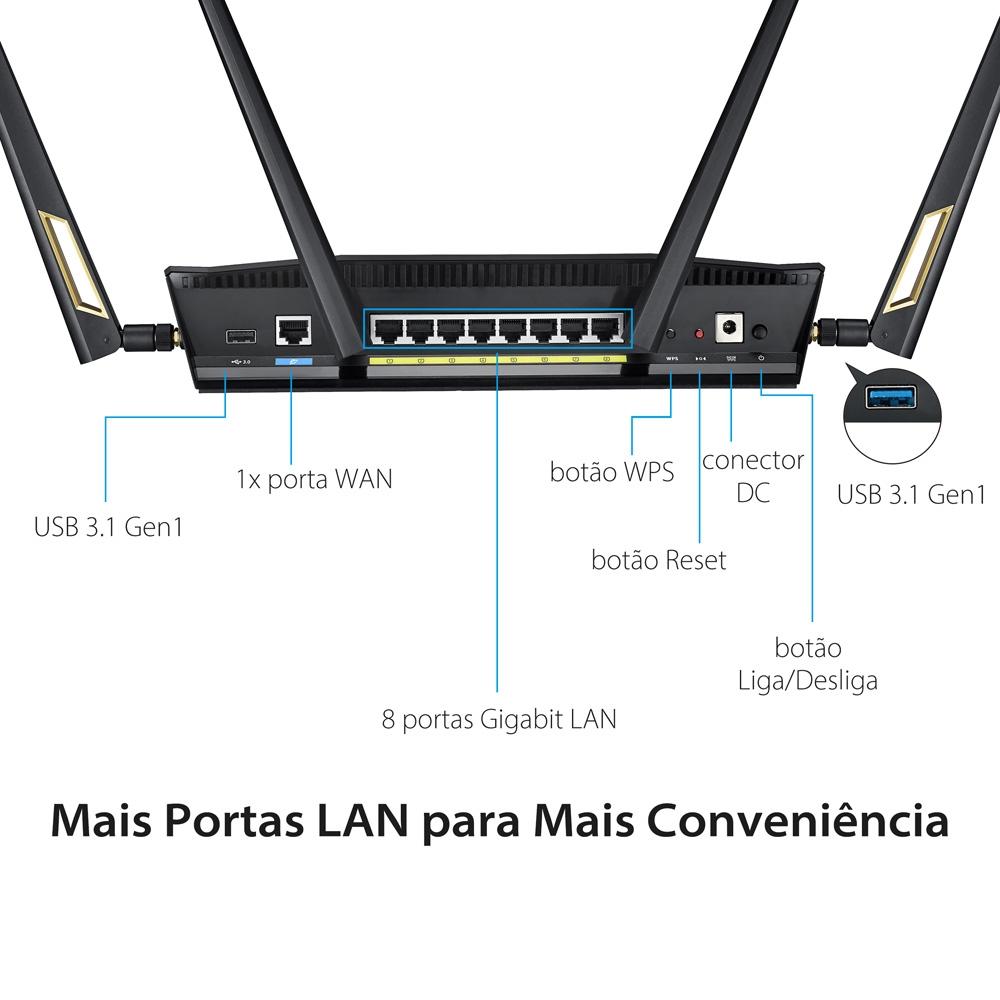 3.0
WPS
1x porta WAN
botão WPS
conector
DC
USB 3.1 Gen1
USB 3.1 Gen1
botão Reset
botão
Liga/Desliga
8 portas Gigabit LAN
Mais Portas LAN para Mais Conveniência